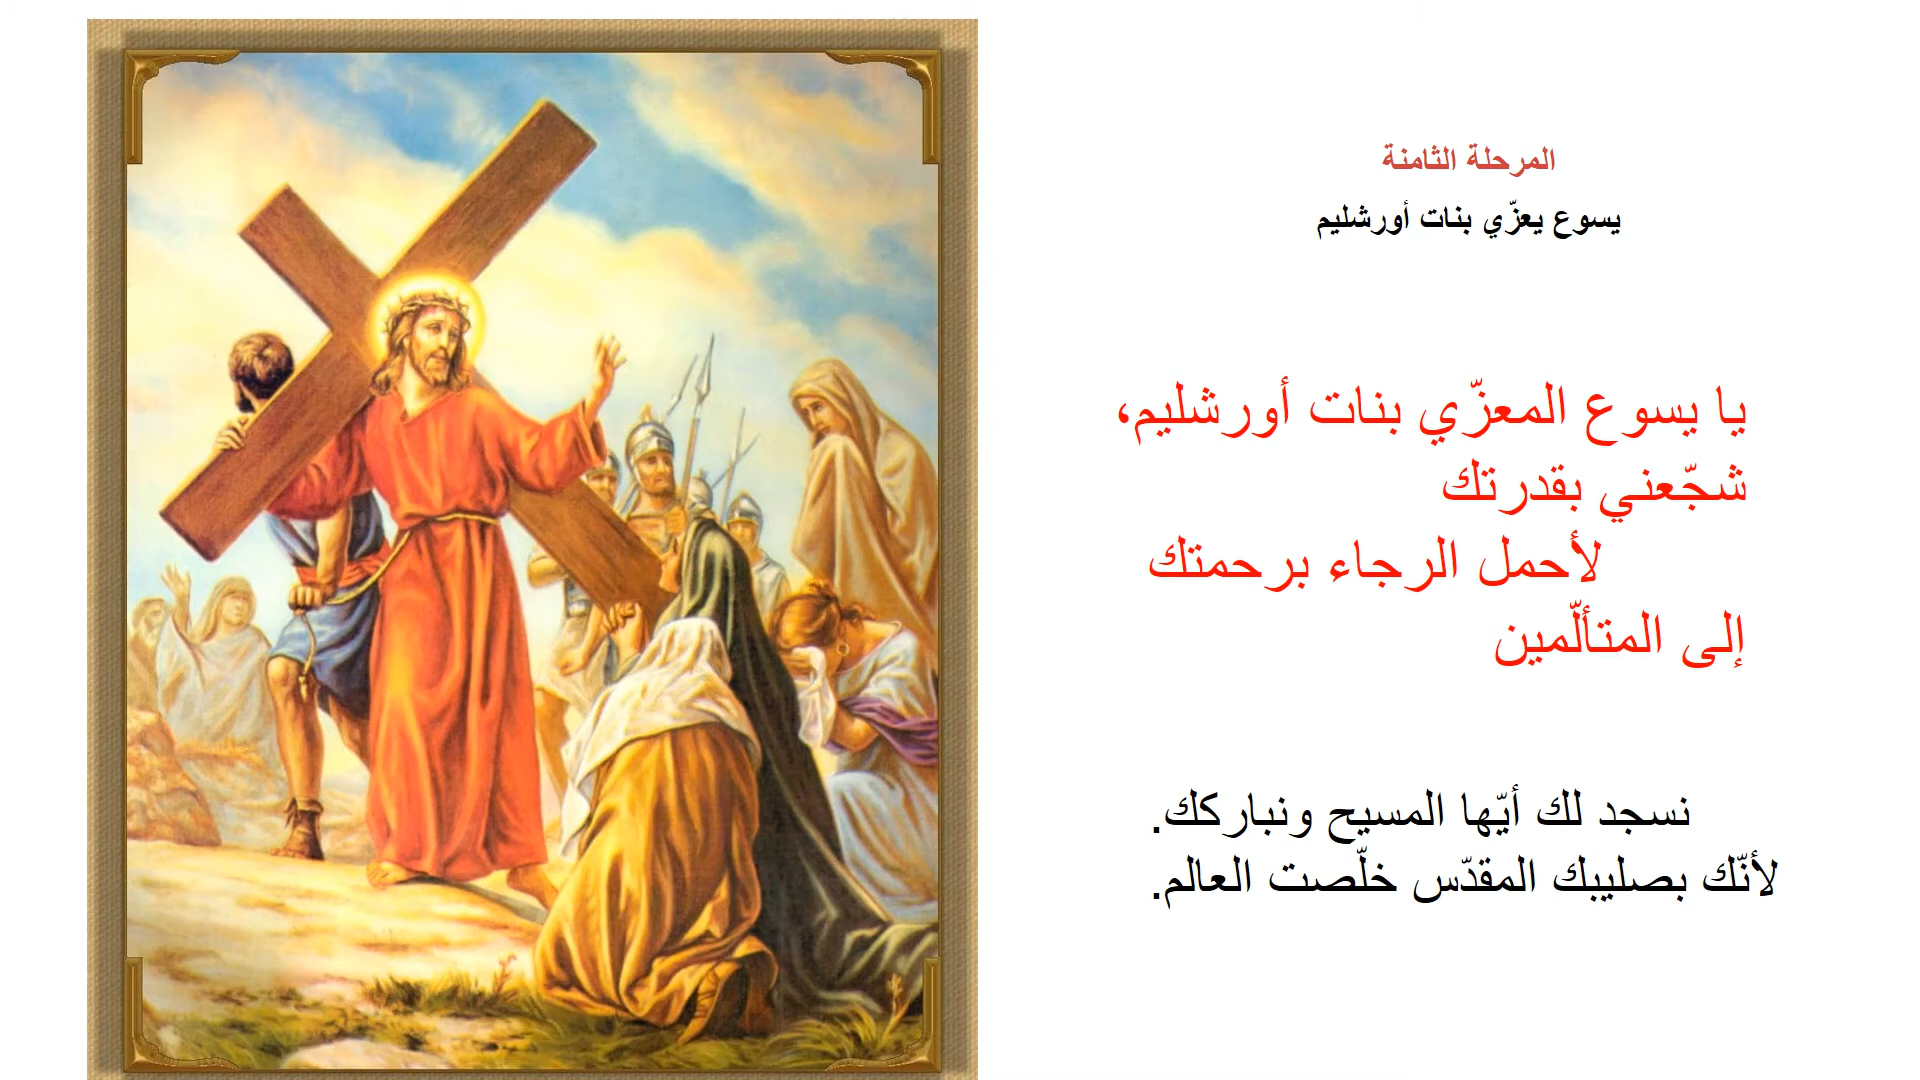 المرحلة الثامنة
يسوع يعزّي بنات أورشليم
يا يسوع المعزّي بنات أورشليم،
شجّعني بقدرتك
لأحمل الرجاء برحمتك
إلى المتألّمين
نسجد لك أيّها المسيح ونباركك.
لأنّك بصليبك المقدّس خلّصت العالم.